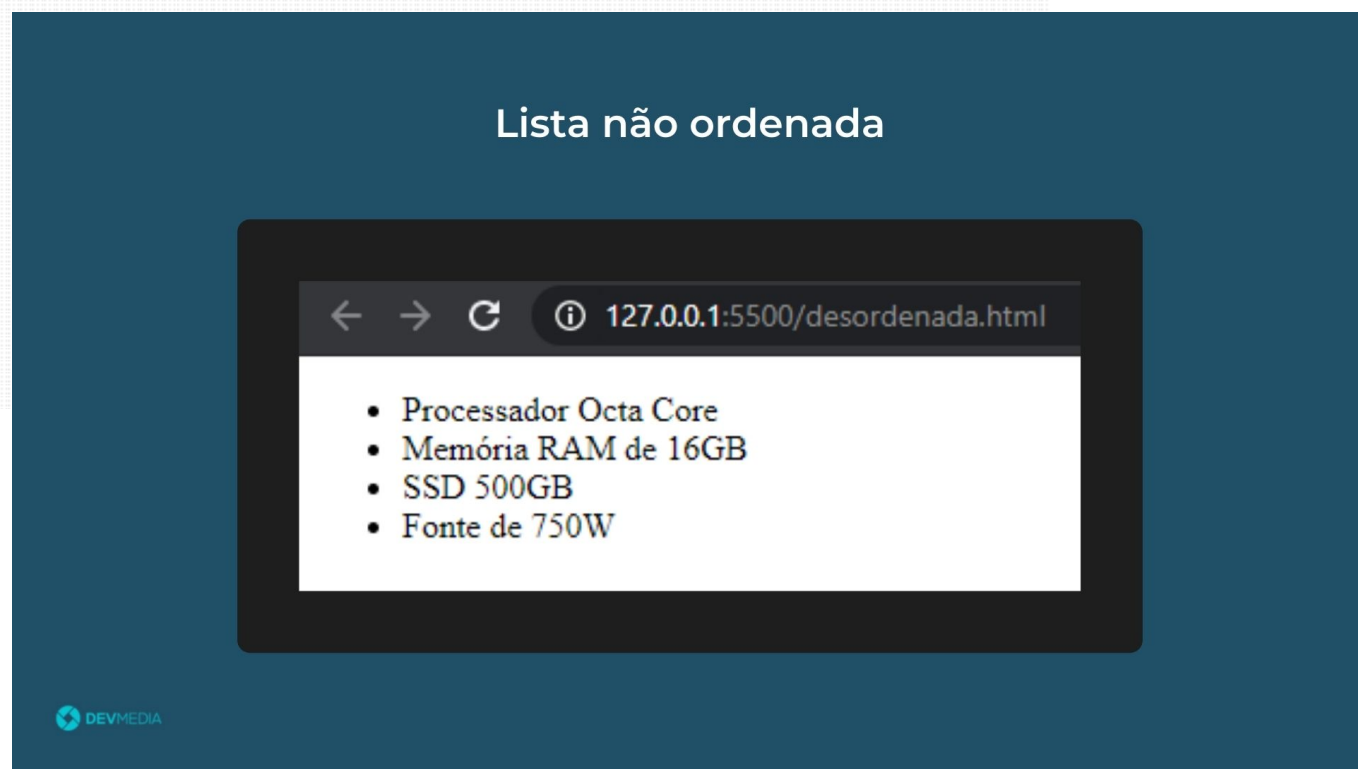 Lista não ordenada
127.0.0.1:5500/desordenada.html
• Processador Octa Core
• Memória RAM de 16GB
• SSD 500GB
• Fonte de 750W
DEVMEDIA